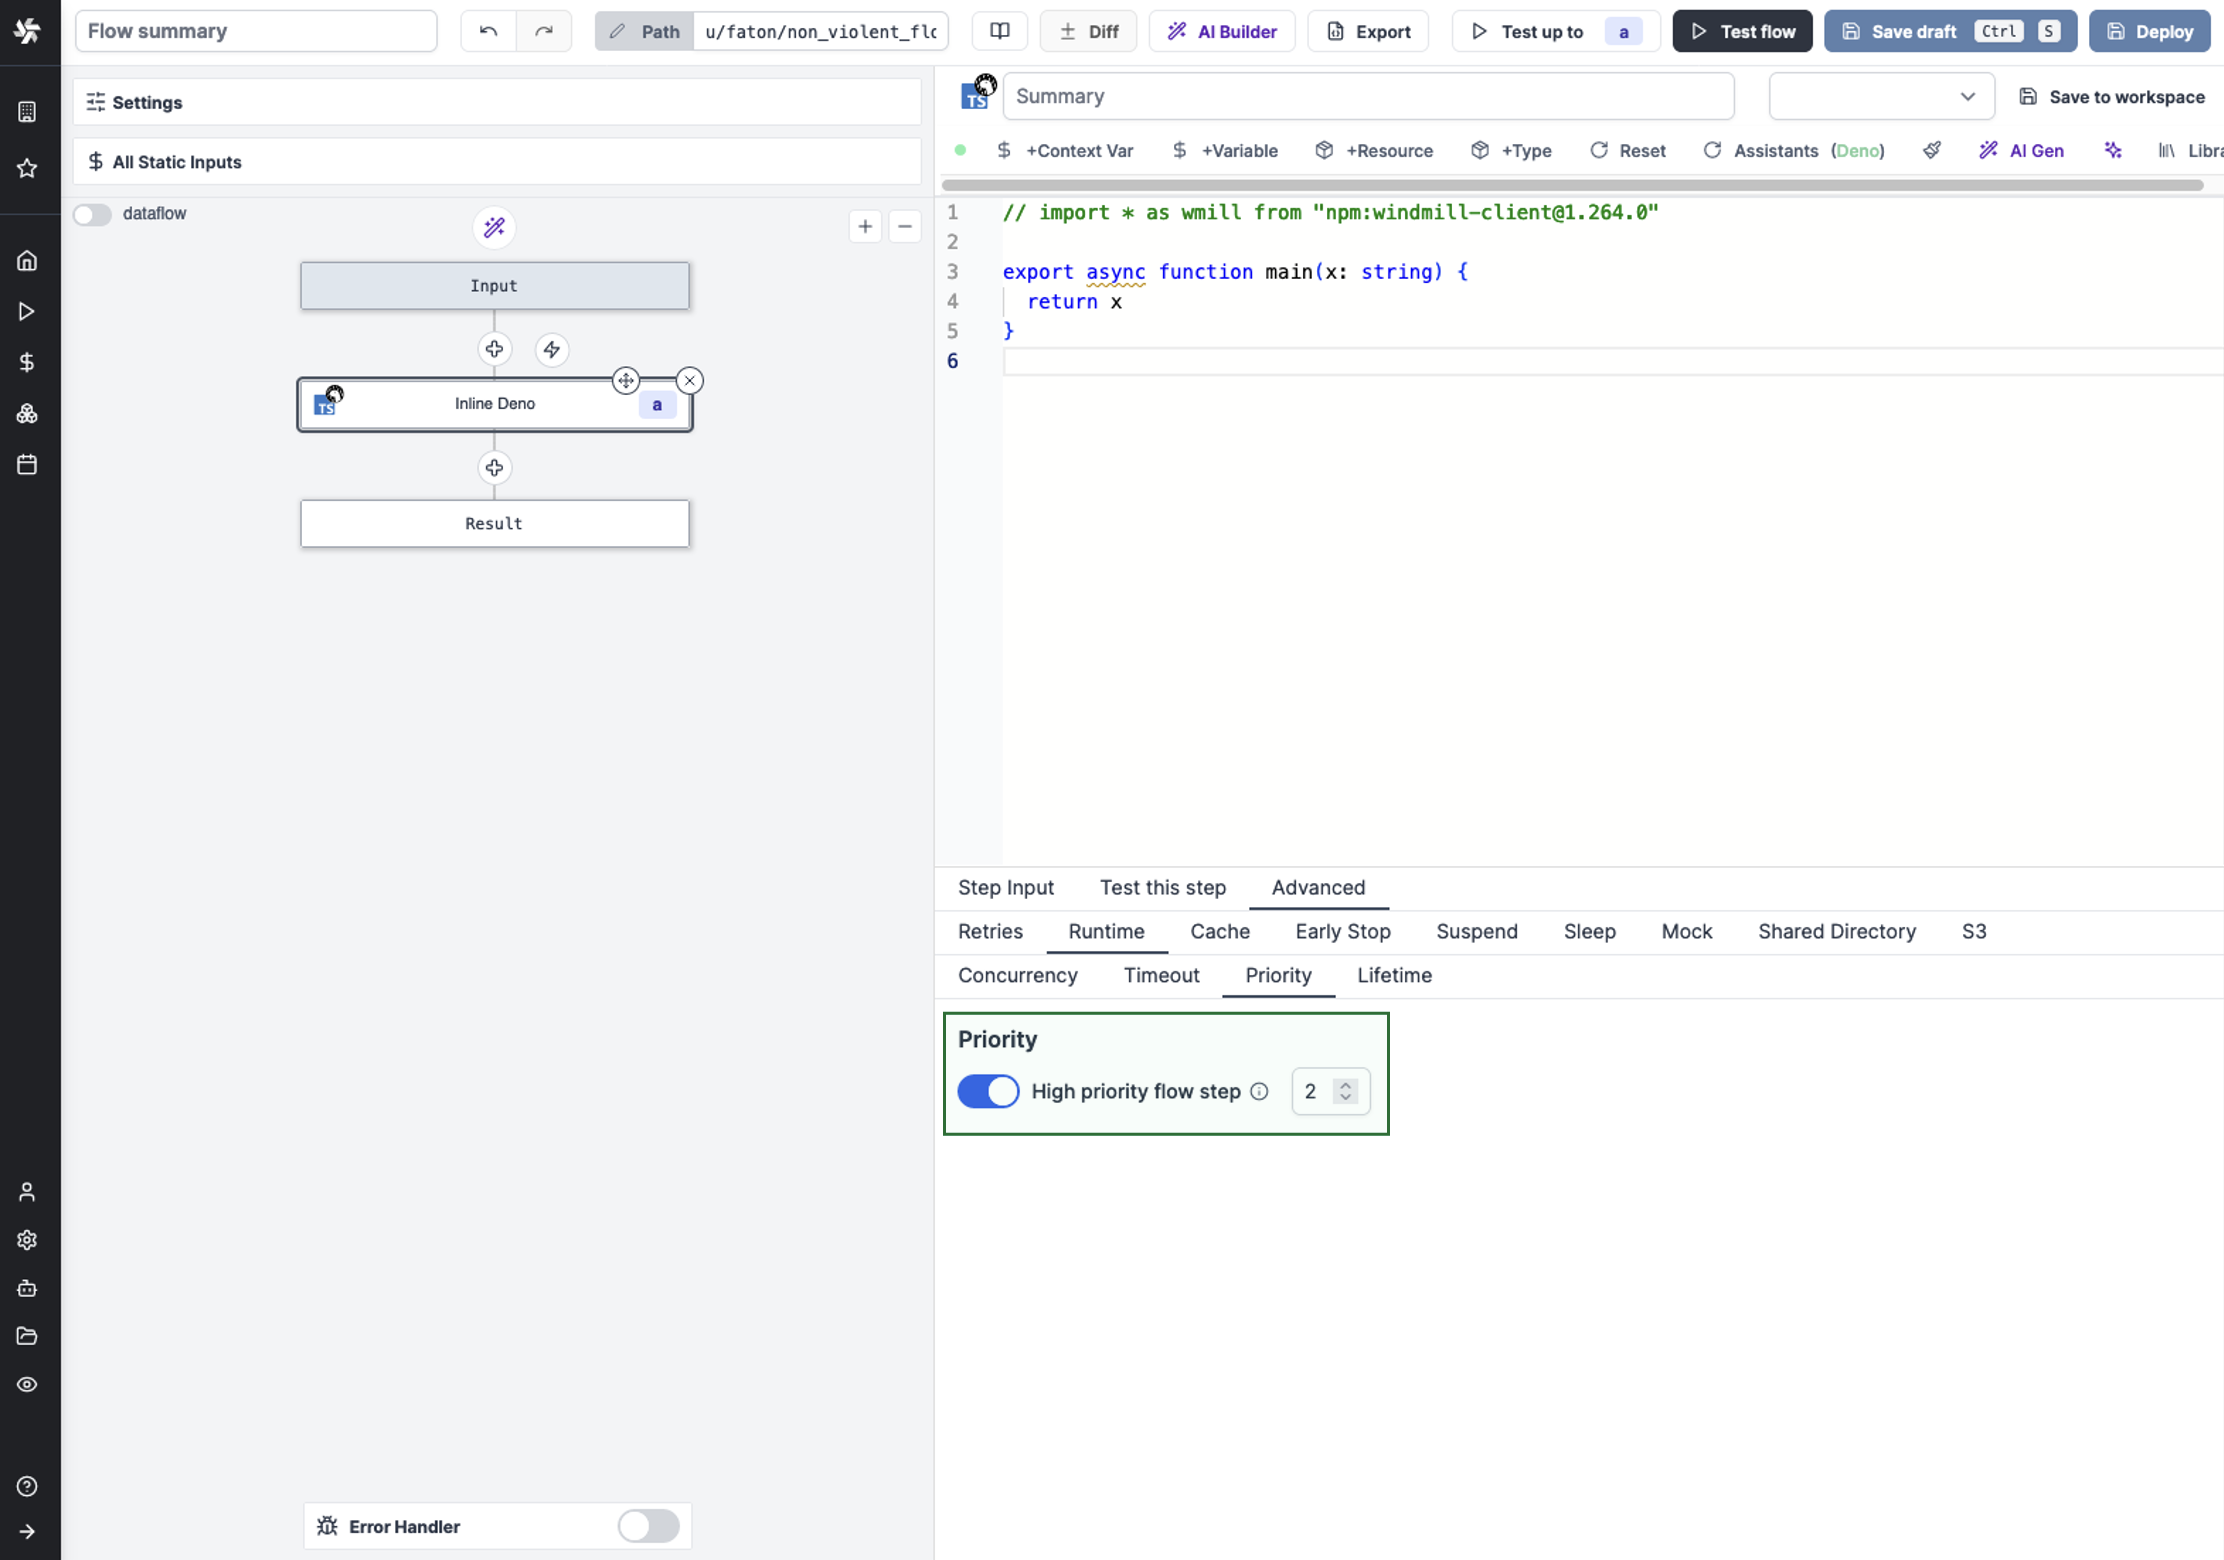 Flow summary
Path u/faton/non_violent_flo
Diff
AI Builder
Export
Test up to a
Test flow
Save draft Ctrl S
Deploy
Settings
All Static Inputs
dataflow
Input
TS Inline Deno a
Result
Error Handler
TS Summary
Save to workspace
+Context Var +Variable +Resource +Type Reset Assistants (Deno) AI Gen Libra
1 // import * as wmill from "npm:windmill-client@1.264.0"
2
3 export async function main(x: string) {
4 return x
5 }
6
Step Input Test this step Advanced
Retries Runtime Cache Early Stop Suspend Sleep Mock Shared Directory S3
Concurrency Timeout Priority Lifetime
Priority
High priority flow step 2